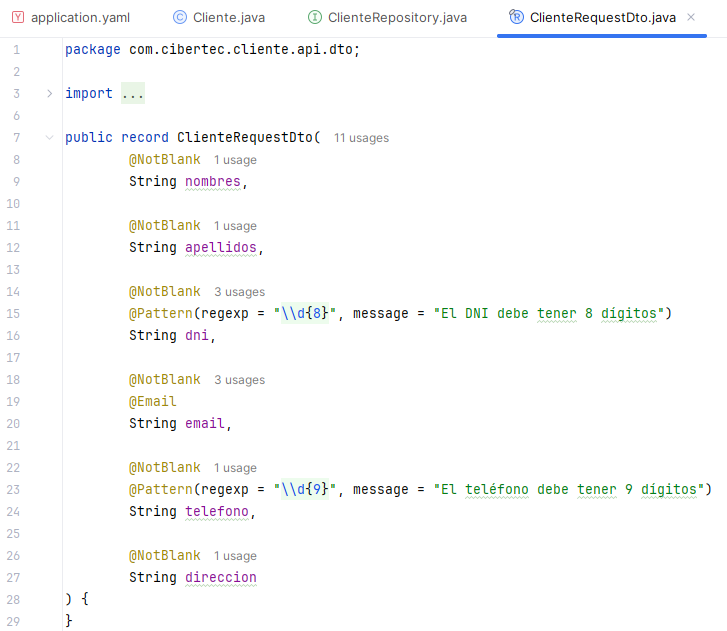 application.yaml Cliente.java ClienteRepository.java ClienteRequestDto.java
1 package com.cibertec.cliente.api.dto;
2
3 import ...
6
7 public record ClienteRequestDto( 11 usages
8 @NotBlank 1 usage
9 String nombres,
10
11 @NotBlank 1 usage
12 String apellidos,
13
14 @NotBlank 3 usages
15 @Pattern(regexp = "\\d{8}", message = "El DNI debe tener 8 dígitos")
16 String dni,
17
18 @NotBlank 3 usages
19 @Email
20 String email,
21
22 @NotBlank 1 usage
23 @Pattern(regexp = "\\d{9}", message = "El teléfono debe tener 9 dígitos")
24 String telefono,
25
26 @NotBlank 1 usage
27 String direccion
28 ) {
29 }